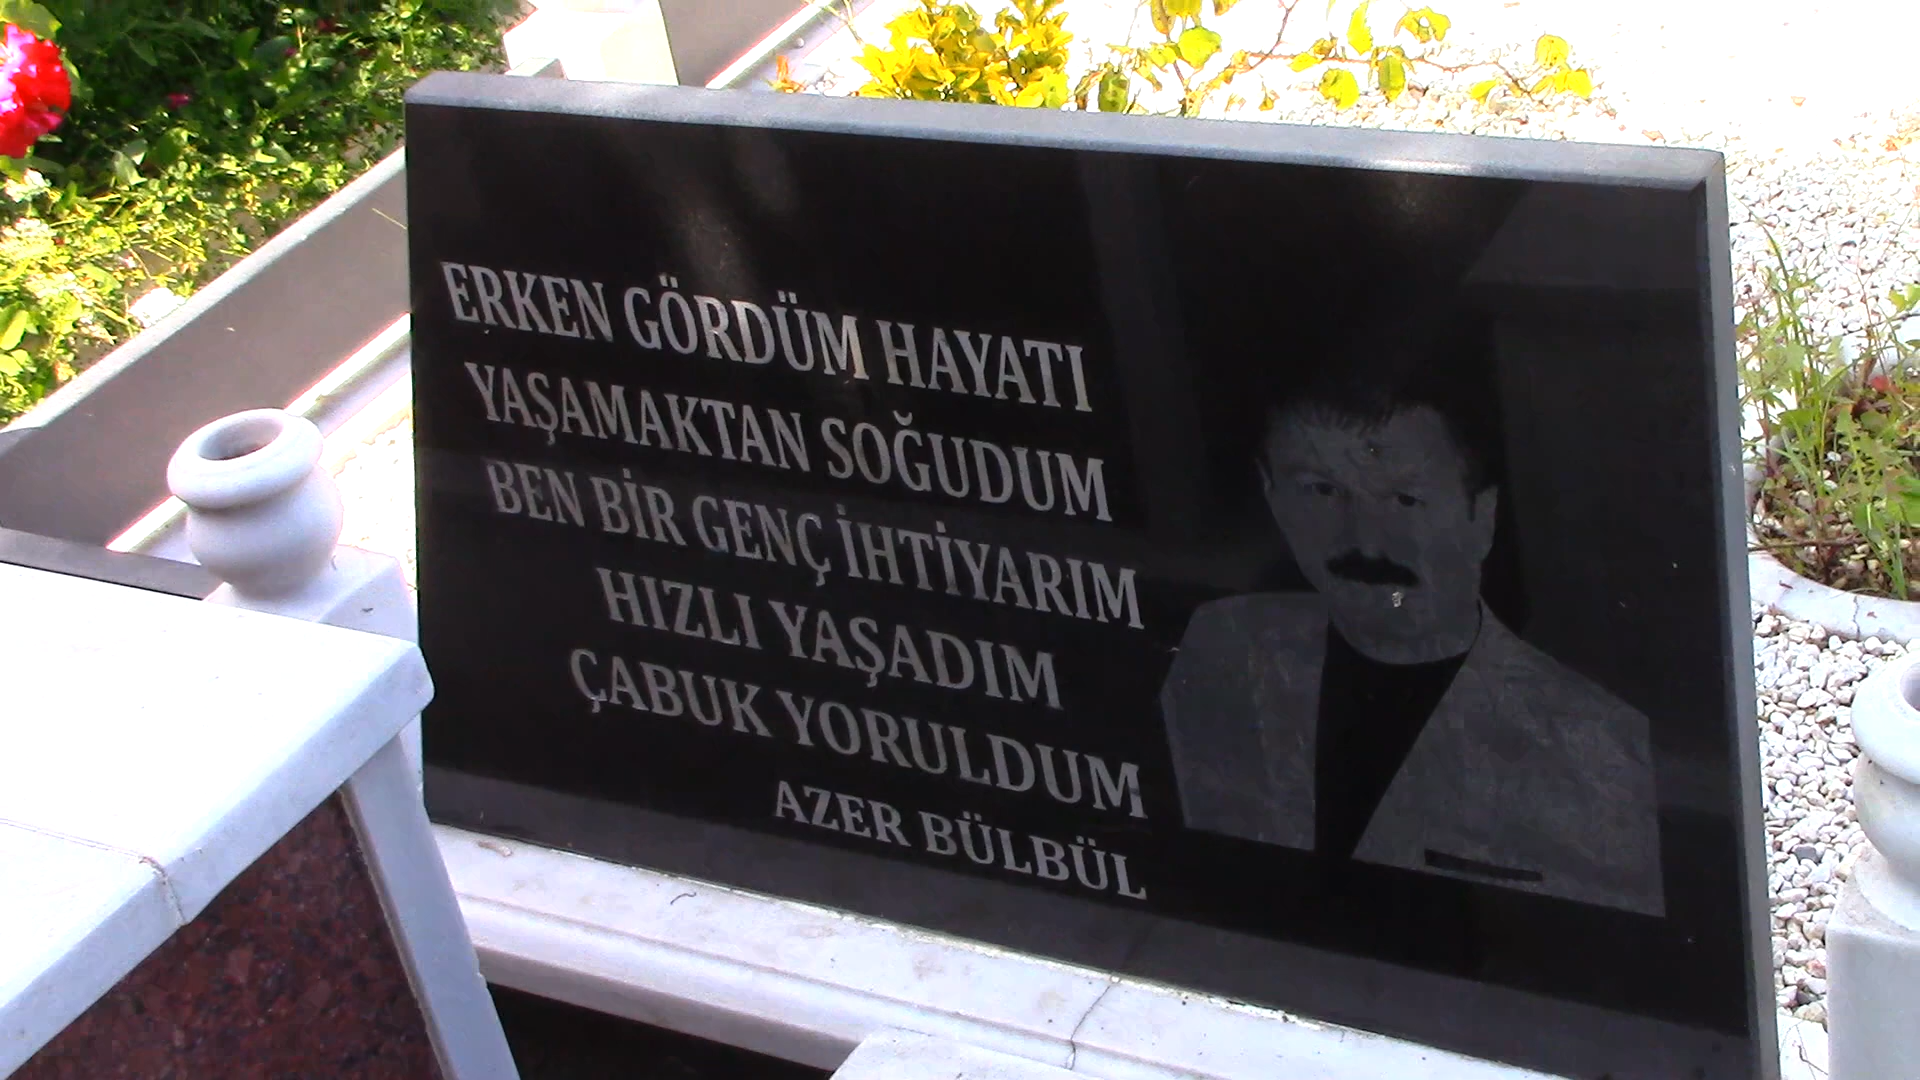 ERKEN GÖRDÜM HAYATI
YAŞAMAKTAN SOĞUDUM
BEN BİR GENÇ İHTİYARIM
HIZLI YAŞADIM
ÇABUK YORULDUM
AZER BÜLBÜL